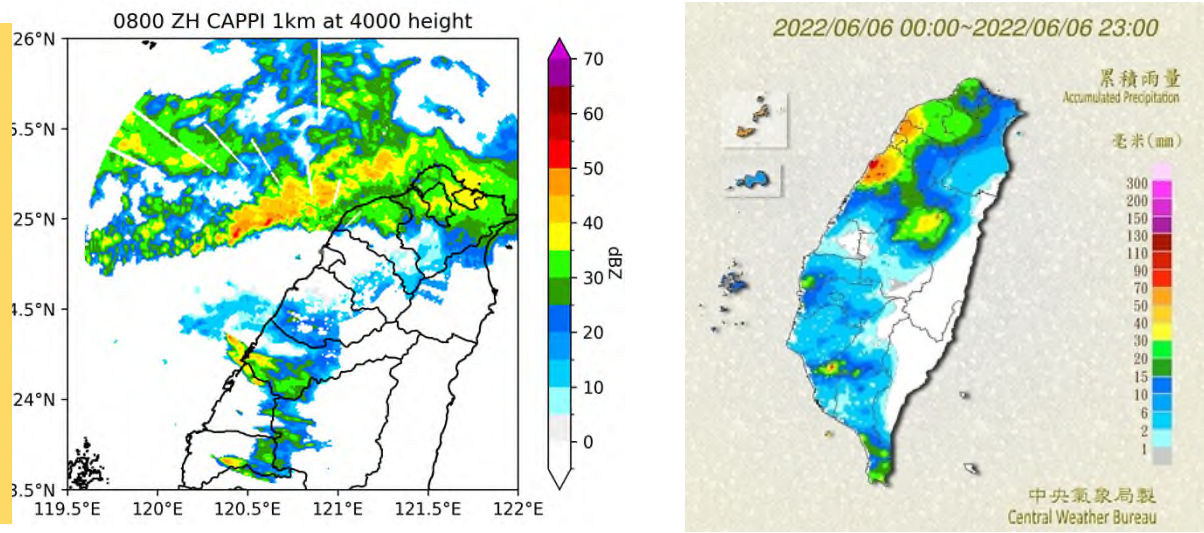 0800 ZH CAPPI 1km at 4000 height
26°N
5.5°N
25°N
4.5°N
24°N
3.5°N
119.5°E
120°E
120.5°E
121°E
121.5°E
122°E
70
60
50
40
30
20
10
0
dBZ
2022/06/06 00:00~2022/06/06 23:00
累積雨量
Accumulated Precipitation
毫米(mm)
300
200
150
130
110
90
70
50
40
30
20
15
10
6
2
1
中央氣象局製
Central Weather Bureau